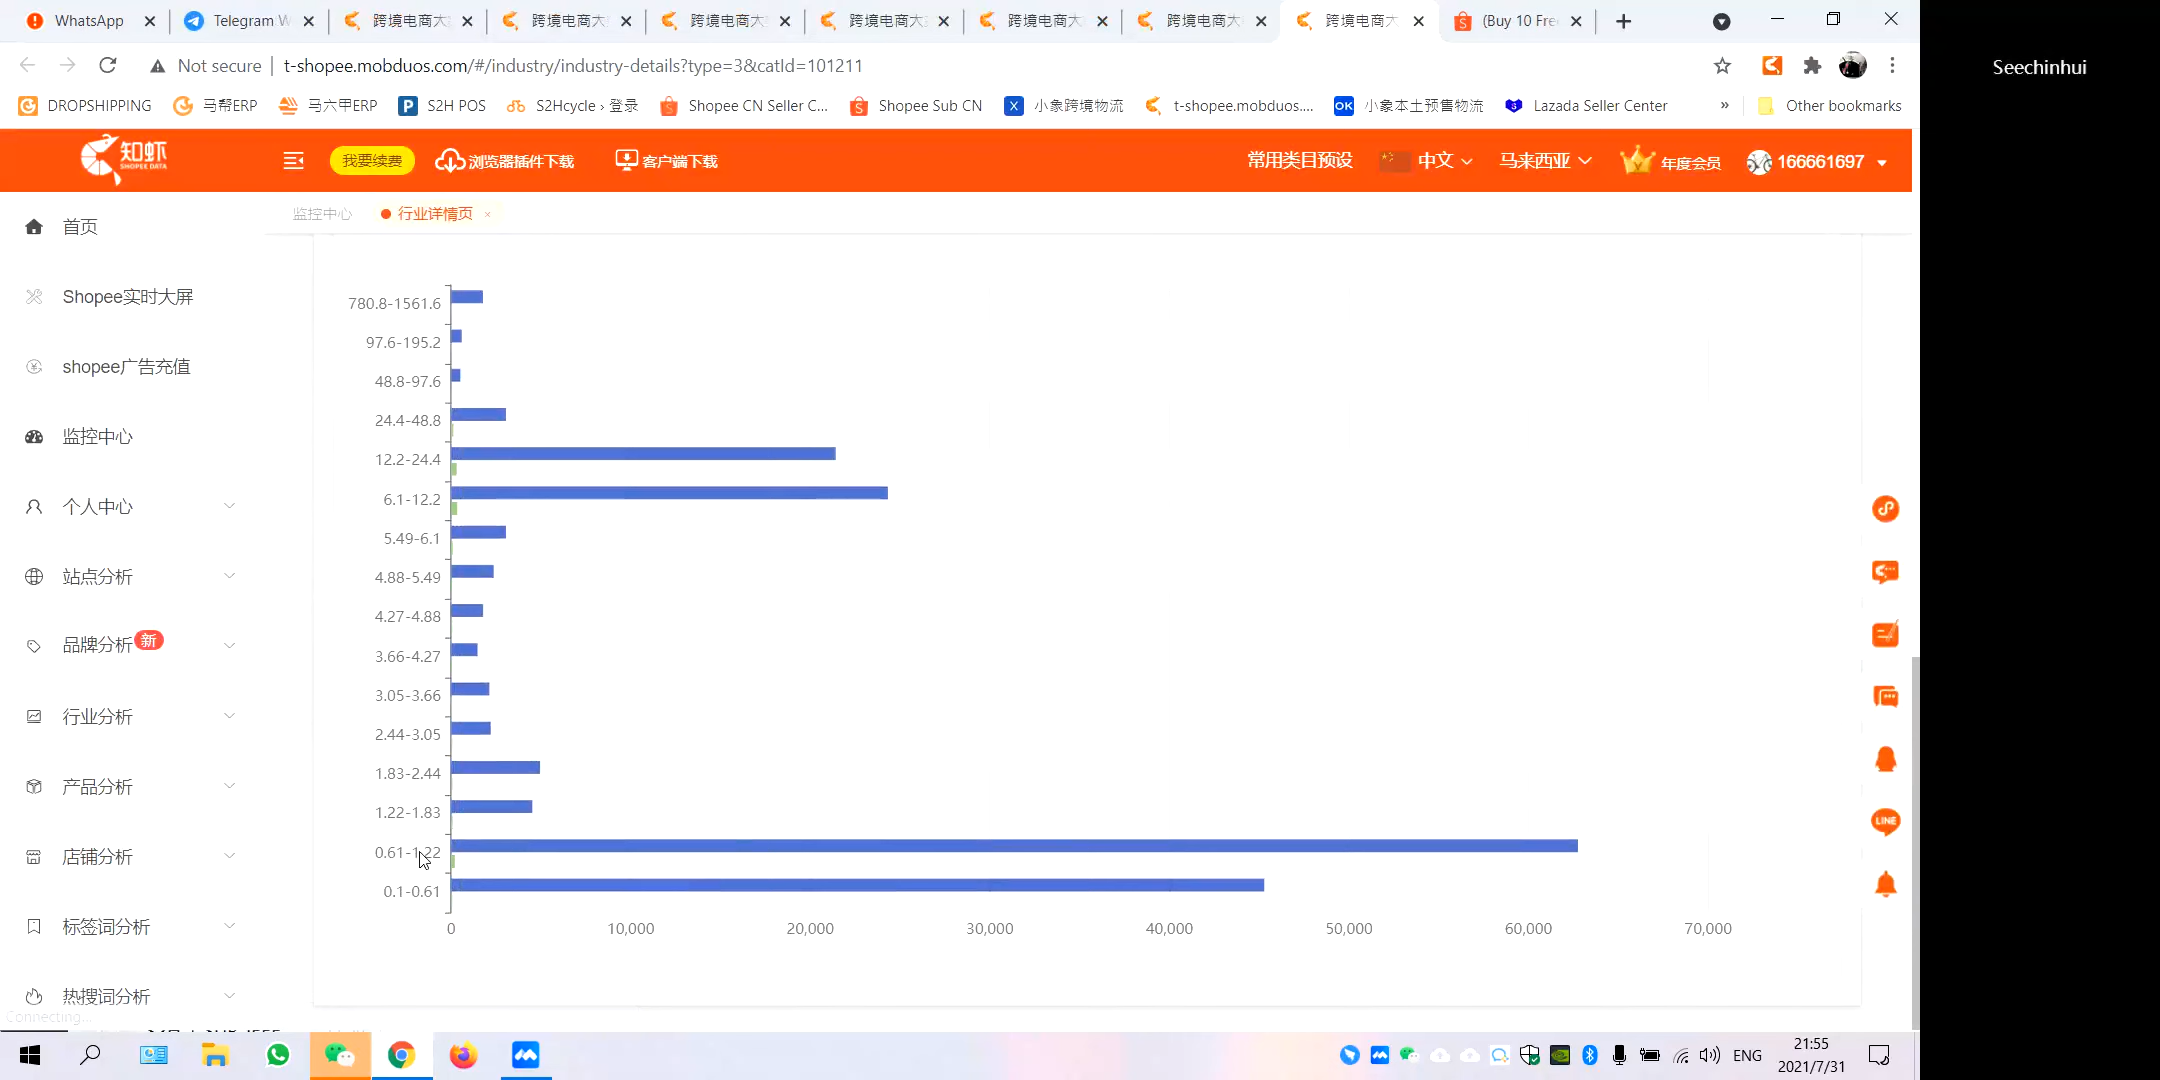 WhatsApp
Telegram W
跨境电商大
跨境电商大
跨境电商大
跨境电商大
跨境电商大
跨境电商大
跨境电商大
(Buy 10 Fre
Not secure
t-shopee.mobduos.com/#/industry/industry-details?type=3&catId=101211
DROPSHIPPING
马帮ERP
马六甲ERP
S2H POS
S2Hcycle › 登录
Shopee CN Seller C...
Shopee Sub CN
小象跨境物流
t-shopee.mobduos....
小象本土预售物流
Lazada Seller Center
»
Other bookmarks
Seechinhui
知虾
SHOPEE DATA
我要续费
浏览器插件下载
客户端下载
常用类目预设
中文
马来西亚
年度会员
166661697
首页
监控中心
行业详情页
Shopee实时大屏
shopee广告充值
监控中心
个人中心
站点分析
品牌分析 新
行业分析
产品分析
店铺分析
标签词分析
热搜词分析
Connecting...
780.8-1561.6
97.6-195.2
48.8-97.6
24.4-48.8
12.2-24.4
6.1-12.2
5.49-6.1
4.88-5.49
4.27-4.88
3.66-4.27
3.05-3.66
2.44-3.05
1.83-2.44
1.22-1.83
0.61-1.22
0.1-0.61
0 10,000 20,000 30,000 40,000 50,000 60,000 70,000
LINE
ENG
21:55
2021/7/31